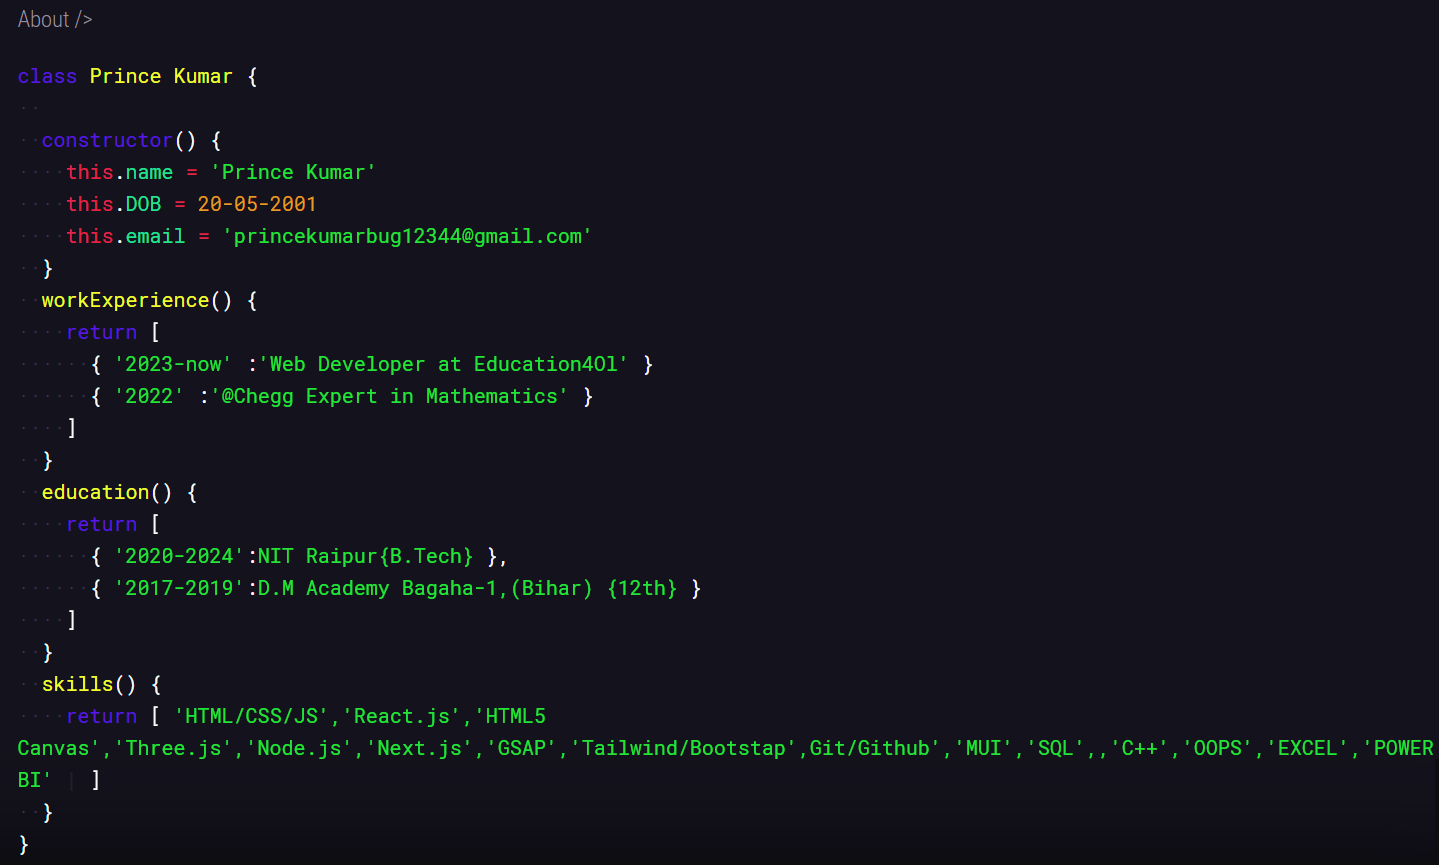 About />
class Prince Kumar {
constructor() {
this.name = 'Prince Kumar'
this.DOB = 20-05-2001
this.email = 'princekumarbug12344@gmail.com'
}
workExperience() {
return [
{ '2023-now' :'Web Developer at Education4Ol' }
{ '2022' :'@Chegg Expert in Mathematics' }
]
}
education() {
return [
{ '2020-2024':NIT Raipur{B.Tech} },
{ '2017-2019':D.M Academy Bagaha-1,(Bihar) {12th} }
]
}
skills() {
return [ 'HTML/CSS/JS','React.js','HTML5
Canvas','Three.js','Node.js','Next.js','GSAP','Tailwind/Bootstap',Git/Github','MUI','SQL',,'C++','OOPS','EXCEL','POWER
BI' | ]
}
}